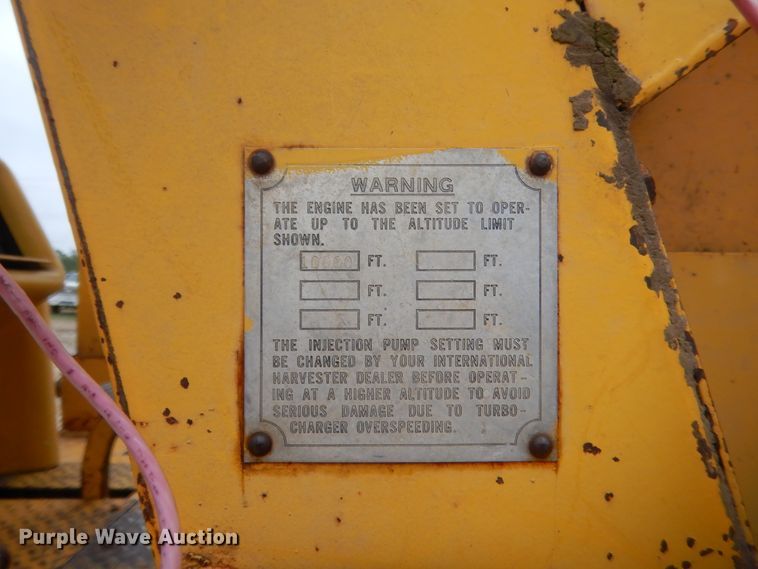 WARNING
THE ENGINE HAS BEEN SET TO OPER-
ATE UP TO THE ALTITUDE LIMIT
SHOWN.
10000 FT. FT.
FT. FT.
FT. FT.
THE INJECTION PUMP SETTING MUST
BE CHANGED BY YOUR INTERNATIONAL
HARVESTER DEALER BEFORE OPERAT-
ING AT A HIGHER ALTITUDE TO AVOID
SERIOUS DAMAGE DUE TO TURBO-
CHARGER OVERSPEEDING.
Purple Wave Auction